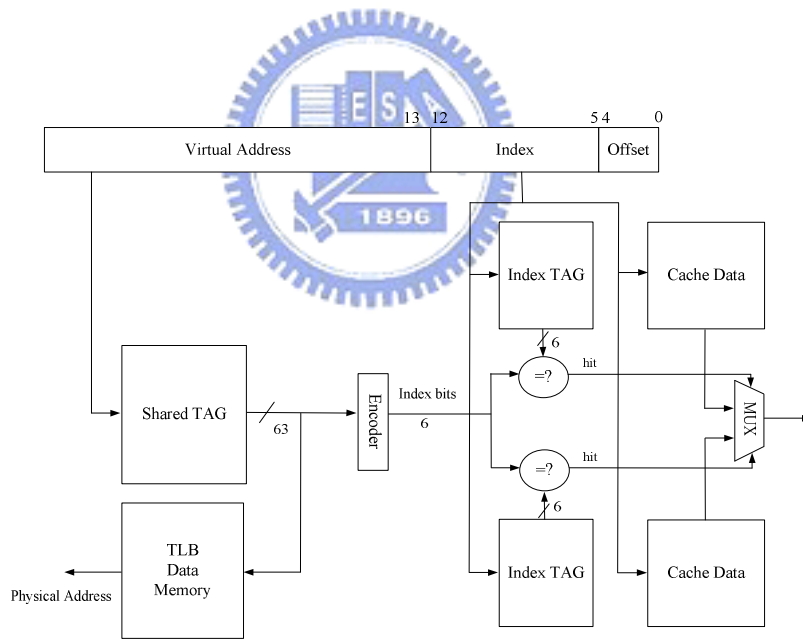 E S
1896
13 12 5 4 0
Virtual Address Index Offset
Index TAG
Cache Data
6
=?
hit
Shared TAG
63
Encoder
Index bits
6
MUX
=?
hit
6
TLB
Data
Memory
Physical Address
Index TAG
Cache Data